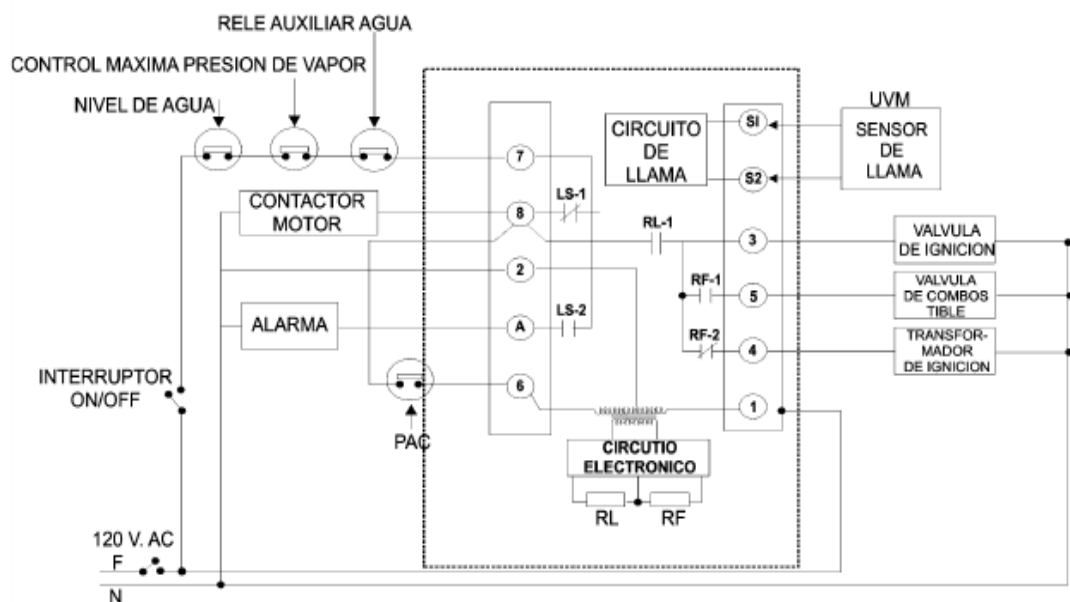 RELE AUXILIAR AGUA
CONTROL MAXIMA PRESION DE VAPOR
NIVEL DE AGUA
UVM
CIRCUITO
DE
LLAMA
SI
S2
SENSOR
DE
LLAMA
7
CONTACTOR
MOTOR
8
LS-1
RL-1
3
VALVULA
DE IGNICION
2
RF-1
5
VALVULA
DE COMBOS
TIBLE
ALARMA
A
LS-2
RF-2
4
TRANSFOR-
MADOR
DE IGNICION
INTERRUPTOR
ON/OFF
PAC
6
1
CIRCUTIO
ELECTRONICO
RL
RF
120 V. AC
F
N